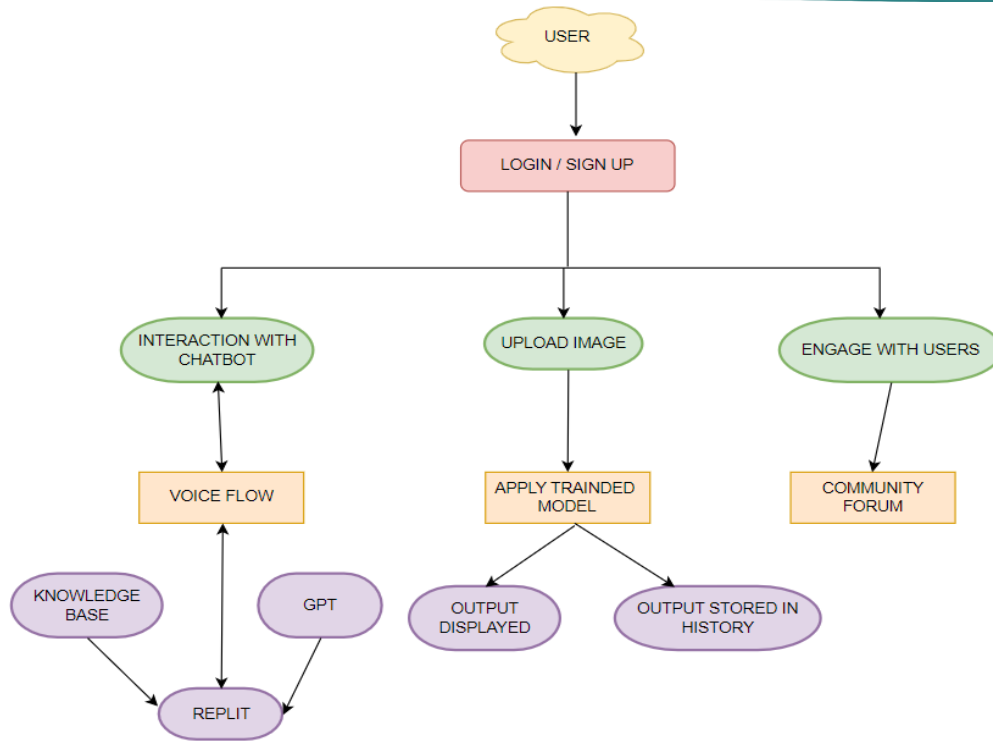 USER
LOGIN / SIGN UP
INTERACTION WITH
CHATBOT
UPLOAD IMAGE
ENGAGE WITH USERS
VOICE FLOW
APPLY TRAINDED
MODEL
COMMUNITY
FORUM
KNOWLEDGE
BASE
GPT
OUTPUT
DISPLAYED
OUTPUT STORED IN
HISTORY
REPLIT